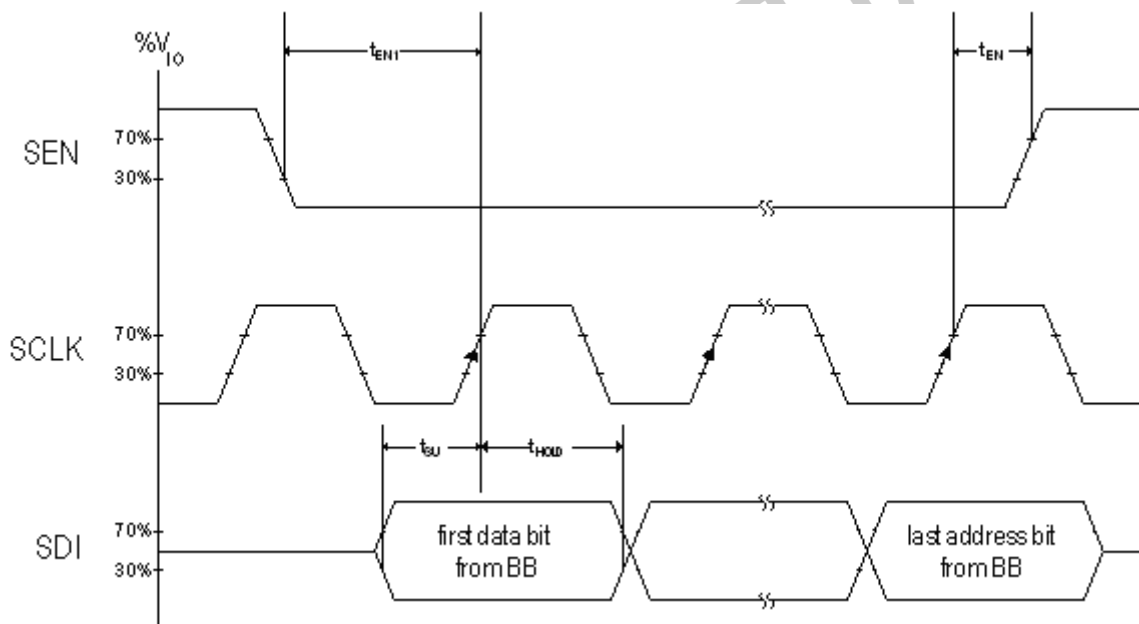 %V_IO
t_EN1
t_EN
SEN
70%
30%
SCLK
70%
30%
t_SU
t_HOLD
SDI
70%
30%
first data bit
from BB
last address bit
from BB